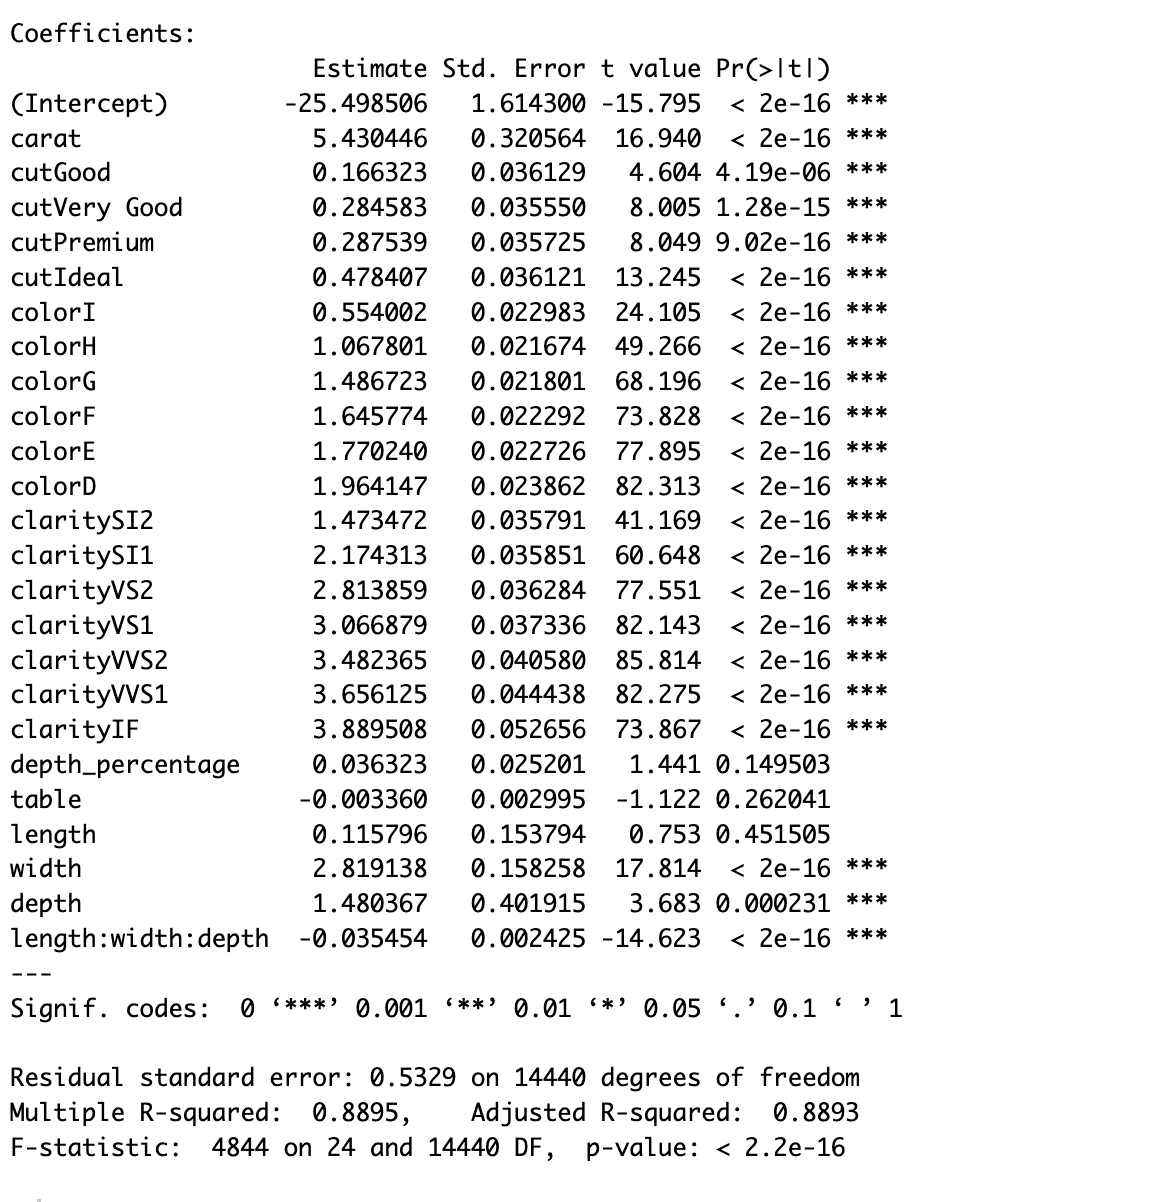 Coefficients:
                    Estimate Std. Error t value Pr(>|t|)
(Intercept)       -25.498506   1.614300 -15.795  < 2e-16 ***
carat               5.430446   0.320564  16.940  < 2e-16 ***
cutGood             0.166323   0.036129   4.604 4.19e-06 ***
cutVery Good        0.284583   0.035550   8.005 1.28e-15 ***
cutPremium          0.287539   0.035725   8.049 9.02e-16 ***
cutIdeal            0.478407   0.036121  13.245  < 2e-16 ***
colorI              0.554002   0.022983  24.105  < 2e-16 ***
colorH              1.067801   0.021674  49.266  < 2e-16 ***
colorG              1.486723   0.021801  68.196  < 2e-16 ***
colorF              1.645774   0.022292  73.828  < 2e-16 ***
colorE              1.770240   0.022726  77.895  < 2e-16 ***
colorD              1.964147   0.023862  82.313  < 2e-16 ***
claritySI2          1.473472   0.035791  41.169  < 2e-16 ***
claritySI1          2.174313   0.035851  60.648  < 2e-16 ***
clarityVS2          2.813859   0.036284  77.551  < 2e-16 ***
clarityVS1          3.066879   0.037336  82.143  < 2e-16 ***
clarityVVS2         3.482365   0.040580  85.814  < 2e-16 ***
clarityVVS1         3.656125   0.044438  82.275  < 2e-16 ***
clarityIF           3.889508   0.052656  73.867  < 2e-16 ***
depth_percentage    0.036323   0.025201   1.441 0.149503
table              -0.003360   0.002995  -1.122 0.262041
length              0.115796   0.153794   0.753 0.451505
width               2.819138   0.158258  17.814  < 2e-16 ***
depth               1.480367   0.401915   3.683 0.000231 ***
length:width:depth  -0.035454   0.002425 -14.623  < 2e-16 ***
---
Signif. codes:  0 ‘***’ 0.001 ‘**’ 0.01 ‘*’ 0.05 ‘.’ 0.1 ‘ ’ 1
Residual standard error: 0.5329 on 14440 degrees of freedom
Multiple R-squared:  0.8895,    Adjusted R-squared:  0.8893
F-statistic:  4844 on 24 and 14440 DF,  p-value: < 2.2e-16